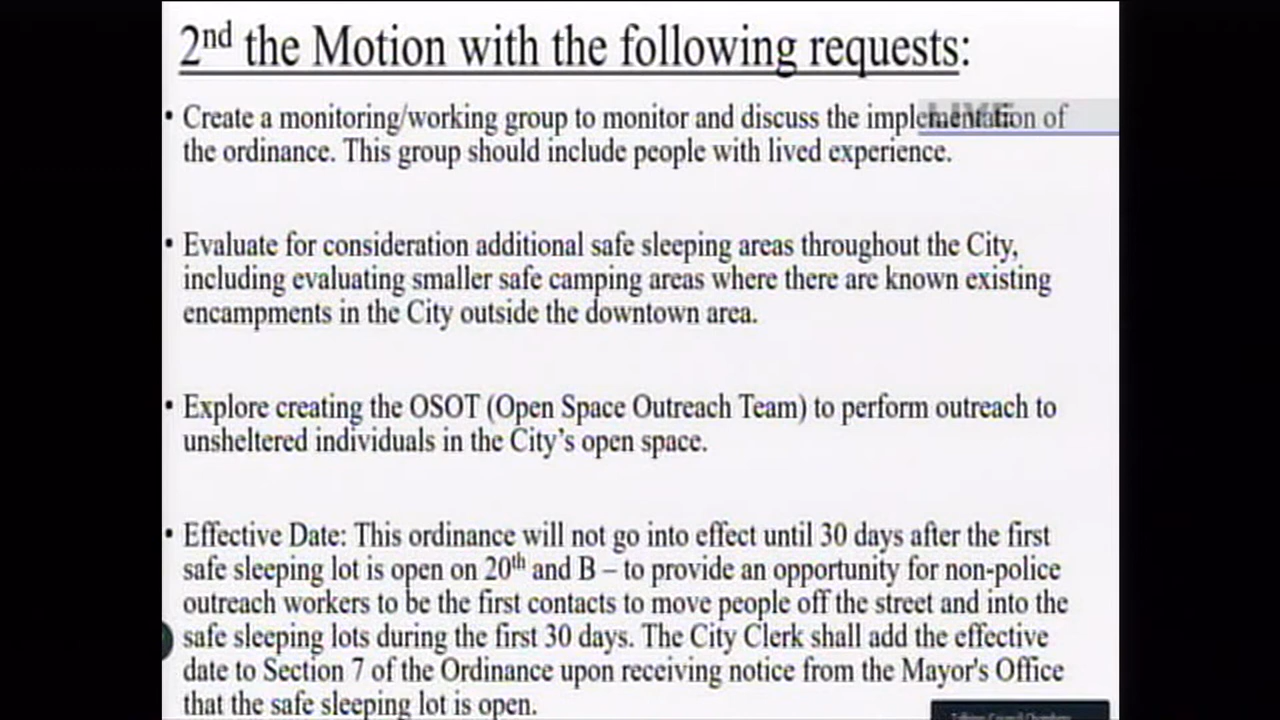 2nd the Motion with the following requests:
• Create a monitoring/working group to monitor and discuss the implementation of
the ordinance. This group should include people with lived experience.
• Evaluate for consideration additional safe sleeping areas throughout the City,
including evaluating smaller safe camping areas where there are known existing
encampments in the City outside the downtown area.
• Explore creating the OSOT (Open Space Outreach Team) to perform outreach to
unsheltered individuals in the City's open space.
• Effective Date: This ordinance will not go into effect until 30 days after the first
safe sleeping lot is open on 20th and B – to provide an opportunity for non-police
outreach workers to be the first contacts to move people off the street and into the
safe sleeping lots during the first 30 days. The City Clerk shall add the effective
date to Section 7 of the Ordinance upon receiving notice from the Mayor's Office
that the safe sleeping lot is open.